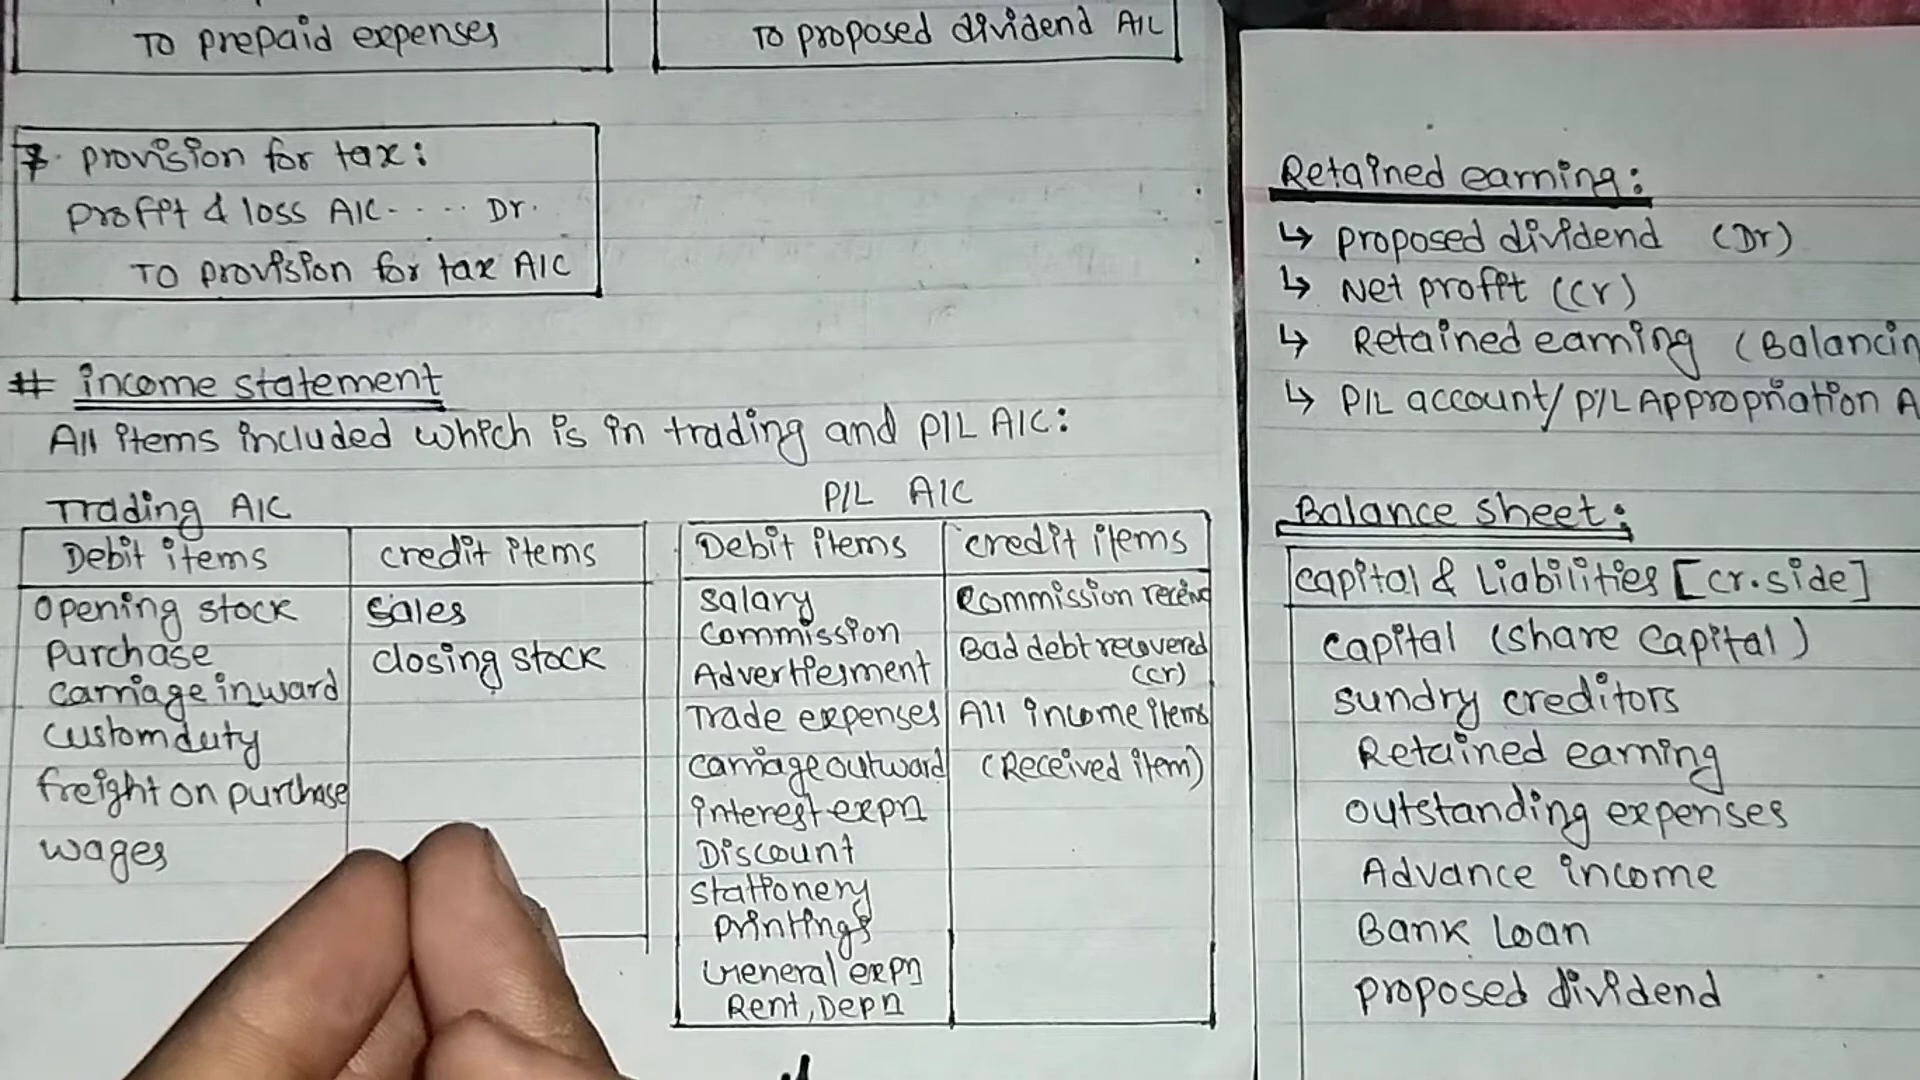 To prepaid expenses
To proposed dividend A/C
7. provision for tax:
profit & loss A/C- .... Dr.
To provision for tax A/C
# income statement
All items included which is in trading and P/L A/C:
Trading A/C
Debit items credit items
opening stock sales
purchase closing stock
carriage inward
custom duty
freight on purchase
wages
P/L A/C
Debit items credit items
salary commission
commission Bad debt recovered
(cr)
Advertiesment
Trade expenses All income items
carriage outward (Received item)
interest expn
Discount
stationery
printings
General expn
Rent, Depn
Retained earning:
↳ proposed dividend (Dr)
↳ Net profit (cr)
↳ Retained earning (Balancin
↳ P/L account/P/L Appropriation A
Balance sheet:
capital & Liabilities [cr. side]
capital (share capital)
sundry creditors
Retained earning
outstanding expenses
Advance income
Bank Loan
proposed dividend